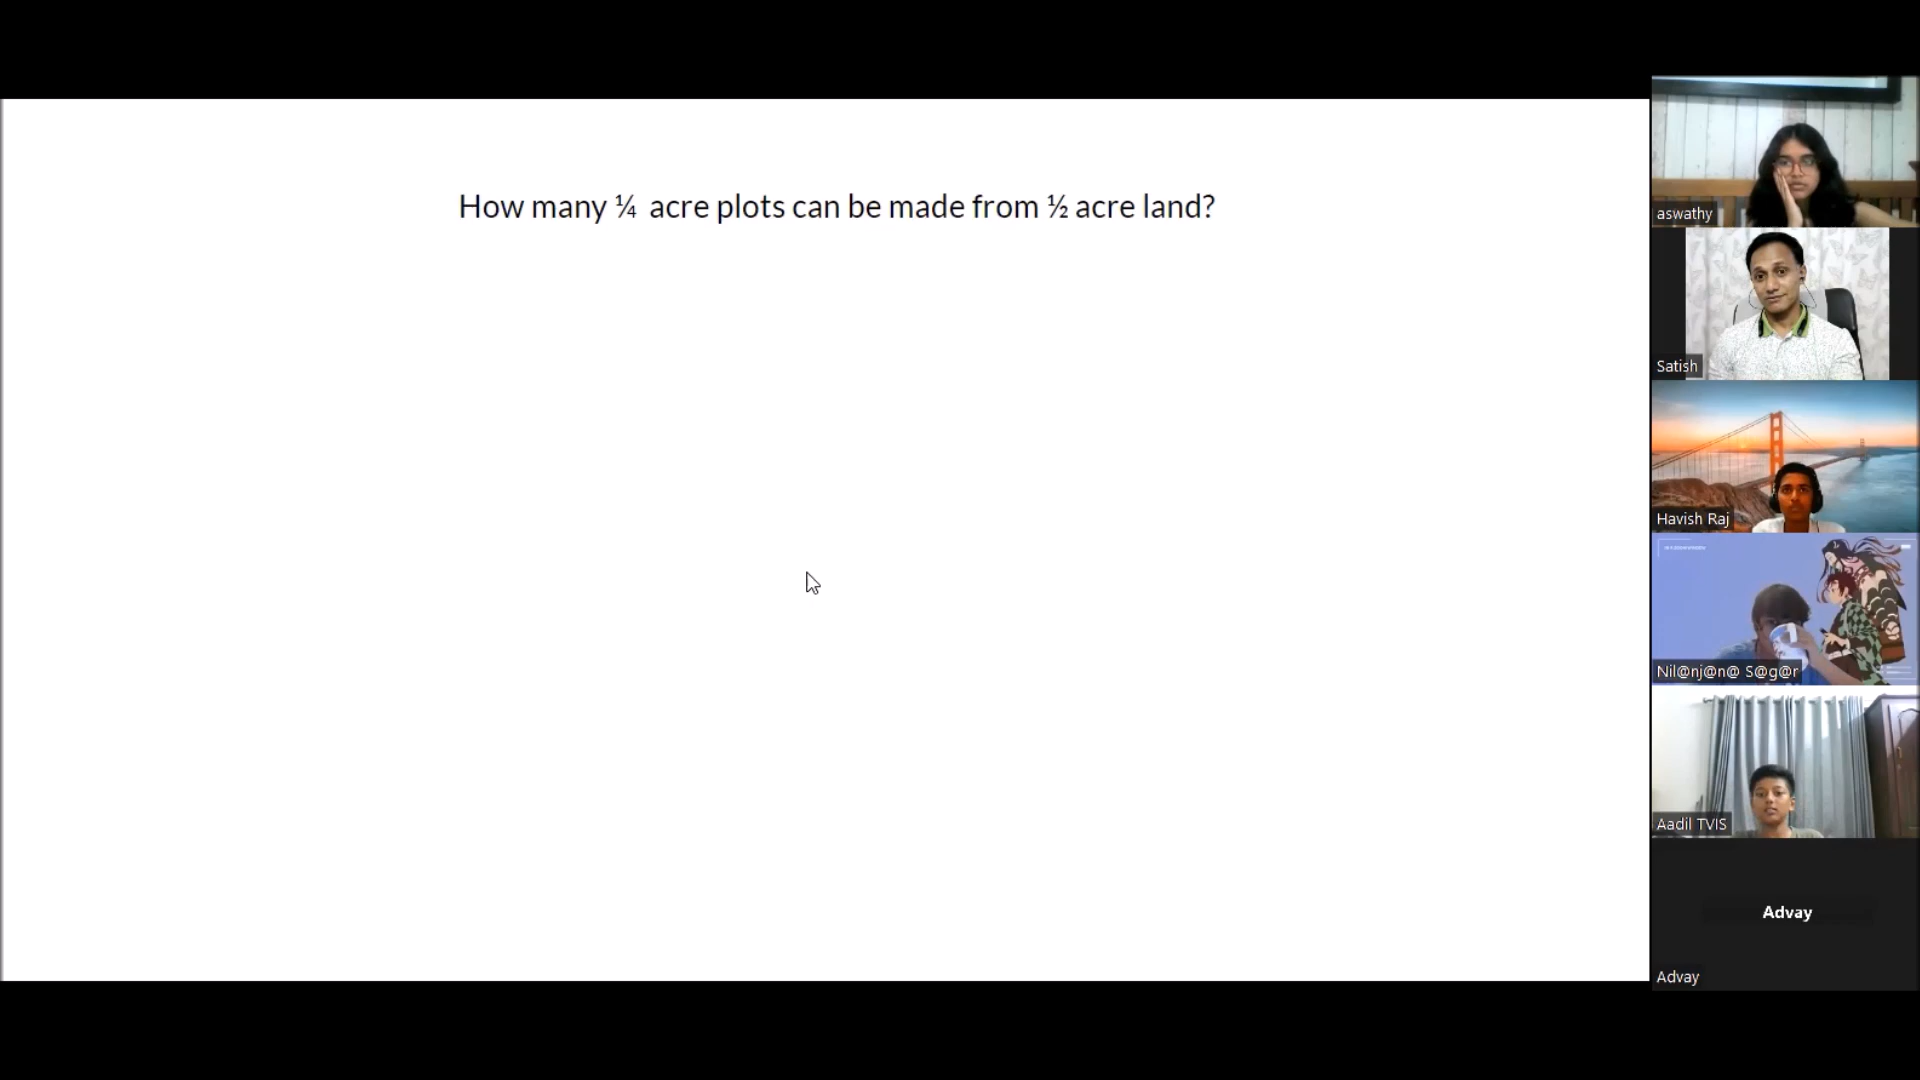 How many ¼ acre plots can be made from ½ acre land?
aswathy
Satish
Havish Raj
Nil@nj@n@ S@g@r
Aadil TVIS
Advay
Advay